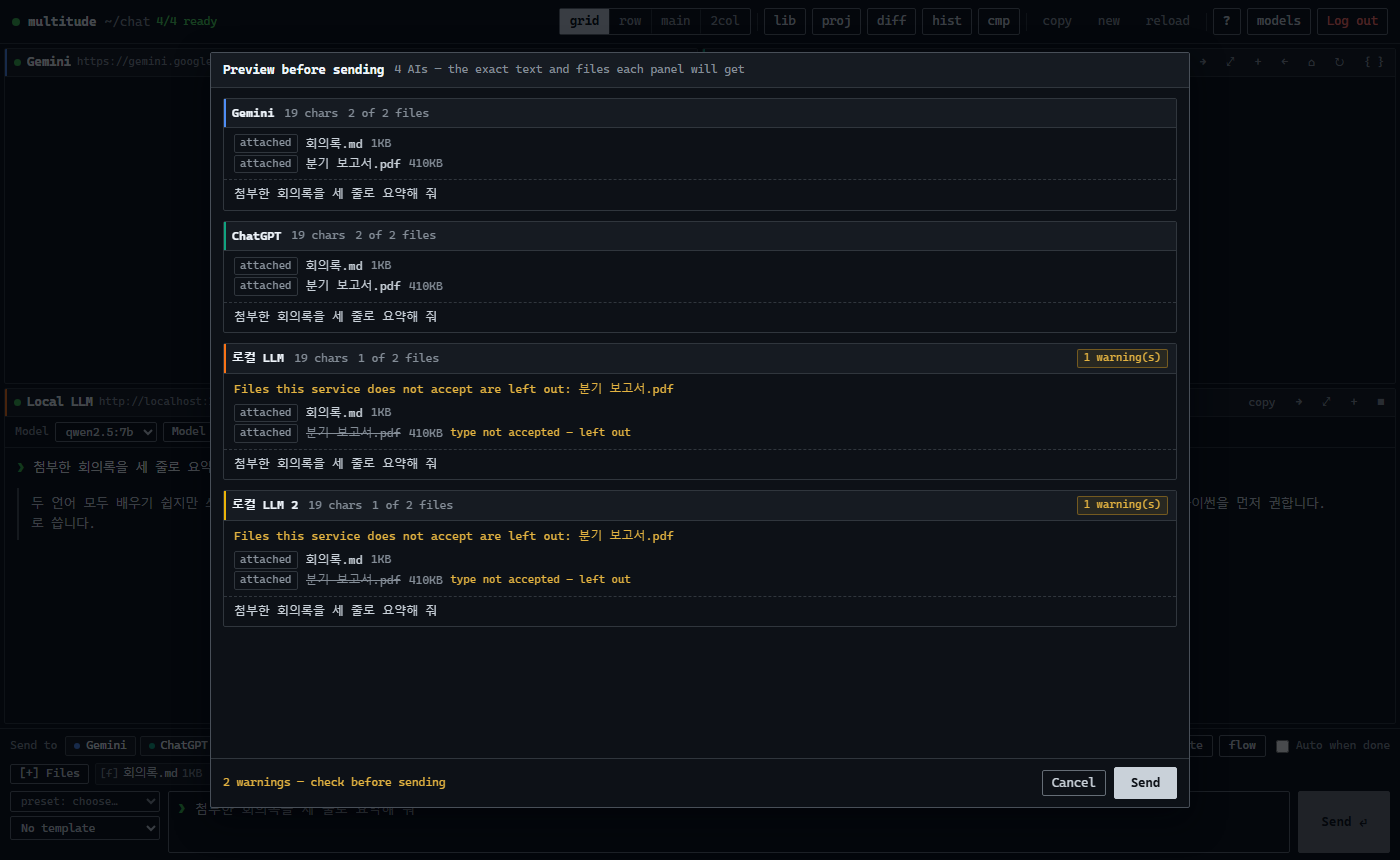 multitude ~/chat 4/4 ready grid row main 2col lib proj diff hist cmp copy new reload ? models Log out
Gemini https://gemini.google
Preview before sending 4 AIs — the exact text and files each panel will get
Gemini 19 chars 2 of 2 files
attached 회의록.md 1KB
attached 분기 보고서.pdf 410KB
첨부한 회의록을 세 줄로 요약해 줘
ChatGPT 19 chars 2 of 2 files
attached 회의록.md 1KB
attached 분기 보고서.pdf 410KB
첨부한 회의록을 세 줄로 요약해 줘
로컬 LLM 19 chars 1 of 2 files 1 warning(s)
Files this service does not accept are left out: 분기 보고서.pdf
attached 회의록.md 1KB
attached 분기 보고서.pdf 410KB type not accepted — left out
첨부한 회의록을 세 줄로 요약해 줘
로컬 LLM 2 19 chars 1 of 2 files 1 warning(s)
Files this service does not accept are left out: 분기 보고서.pdf
attached 회의록.md 1KB
attached 분기 보고서.pdf 410KB type not accepted — left out
첨부한 회의록을 세 줄로 요약해 줘
2 warnings — check before sending Cancel Send
Local LLM http://localhost: copy
Model qwen2.5:7b Model
❯ 첨부한 회의록을 세 줄로 요약
두 언어 모두 배우기 쉽지만 이썬을 먼저 권합니다.
로 씁니다.
Send to Gemini ChatGPT te flow Auto when done
[+] Files [f] 회의록.md 1KB
preset: choose…
❯ 첨부한 회의록을 세 줄로 요약해 줘
No template
Send ↵